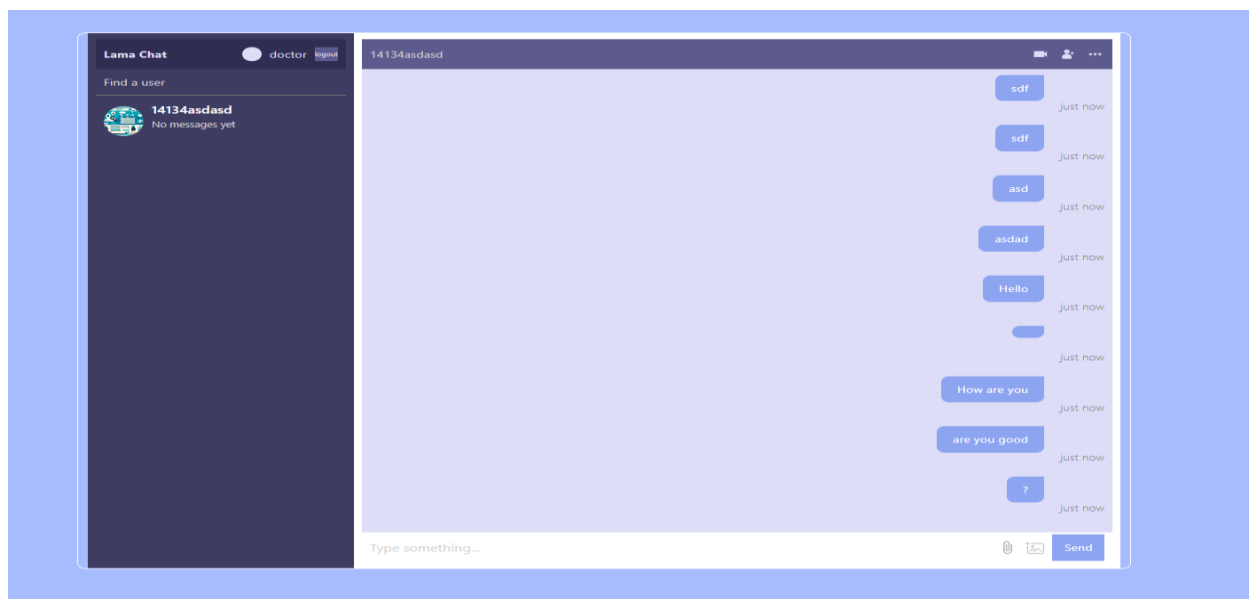 Lama Chat
doctor
logout
Find a user
14134asdasd
No messages yet
14134asdasd
sdf
just now
sdf
just now
asd
just now
asdad
just now
Hello
just now
just now
How are you
just now
are you good
just now
?
just now
Type something...
Send